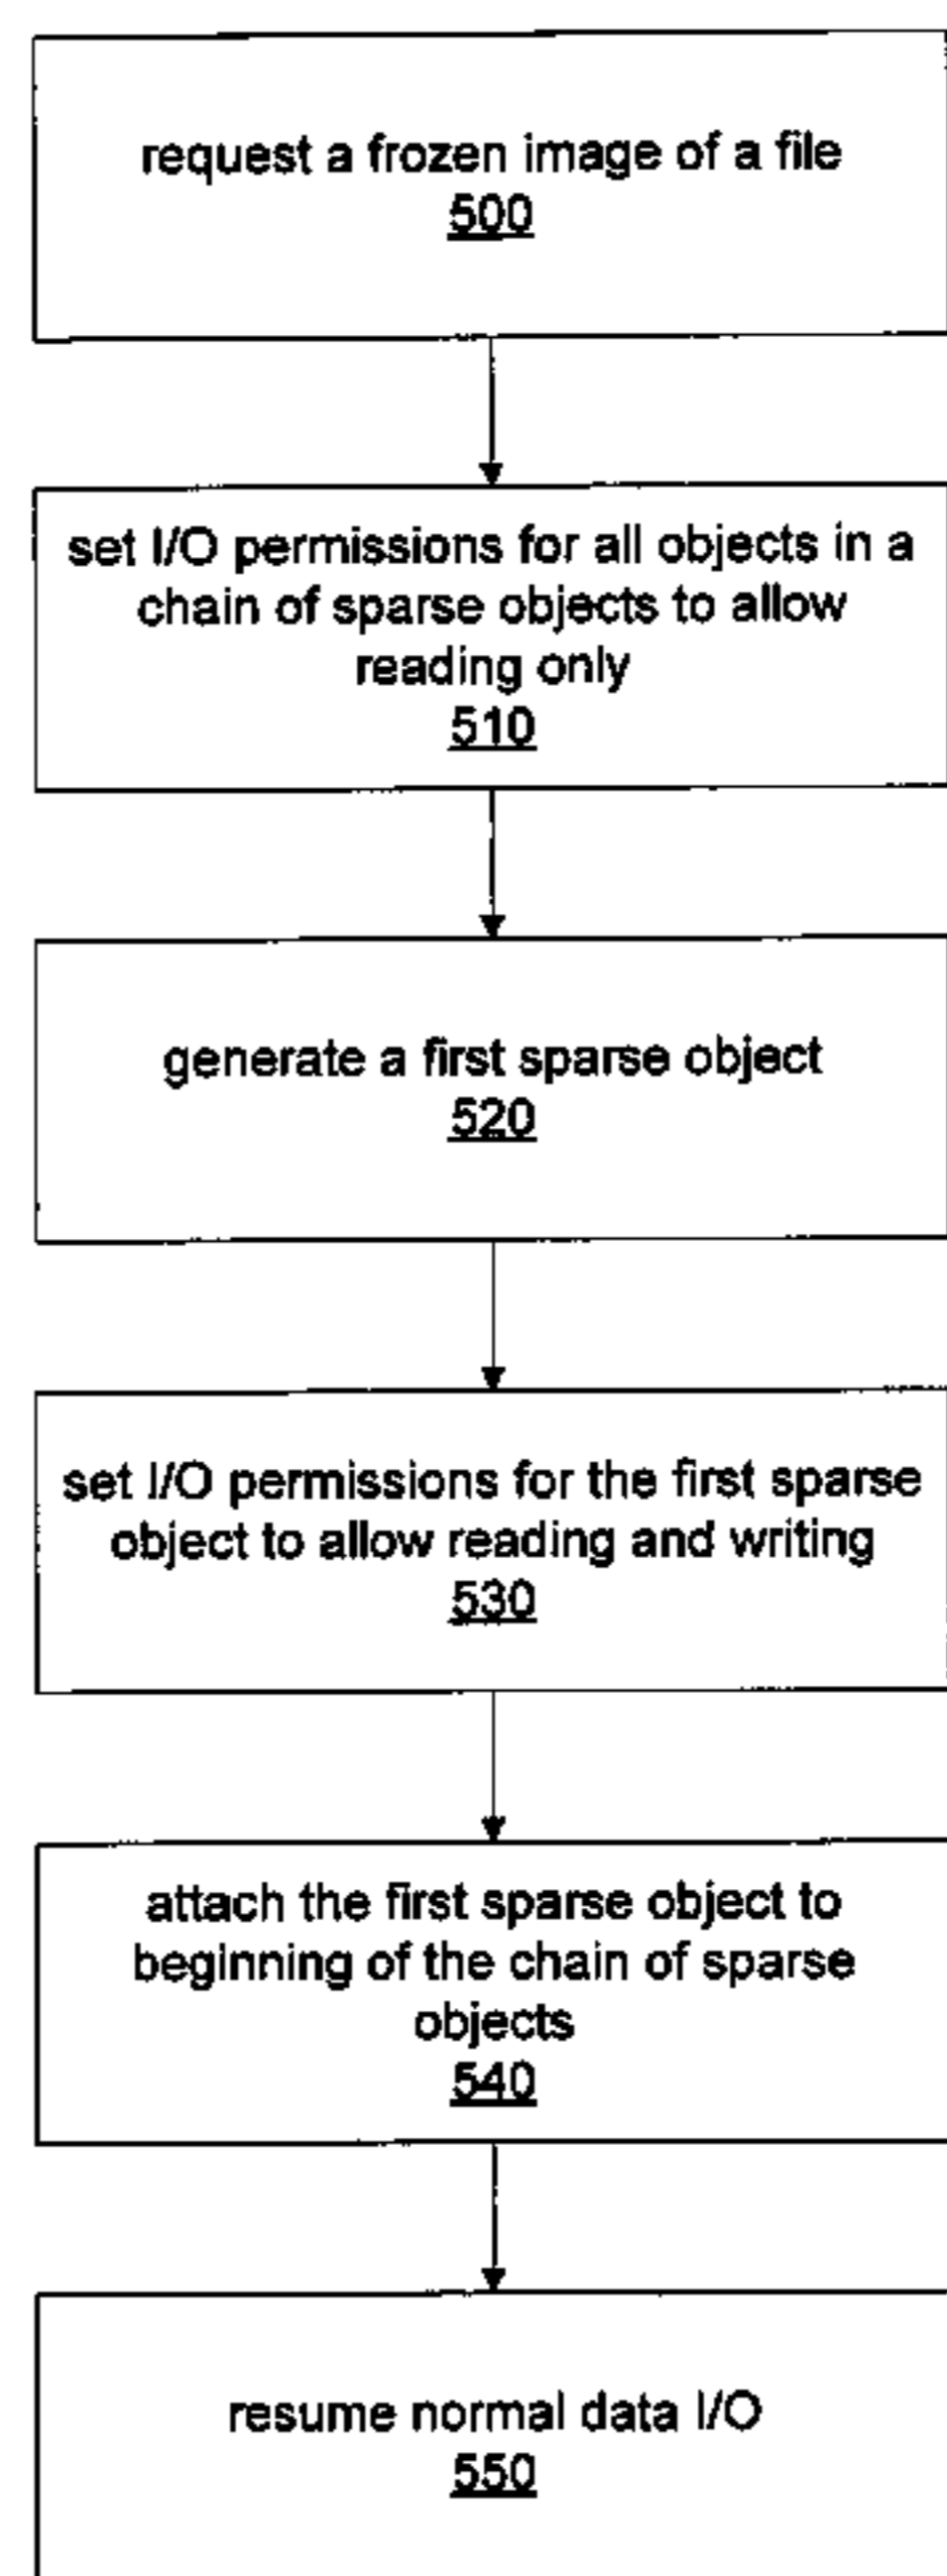 request a frozen image of a file
500
set I/O permissions for all objects in a
chain of sparse objects to allow
reading only
510
generate a first sparse object
520
set I/O permissions for the first sparse
object to allow reading and writing
530
attach the first sparse object to
beginning of the chain of sparse
objects
540
resume normal data I/O
550